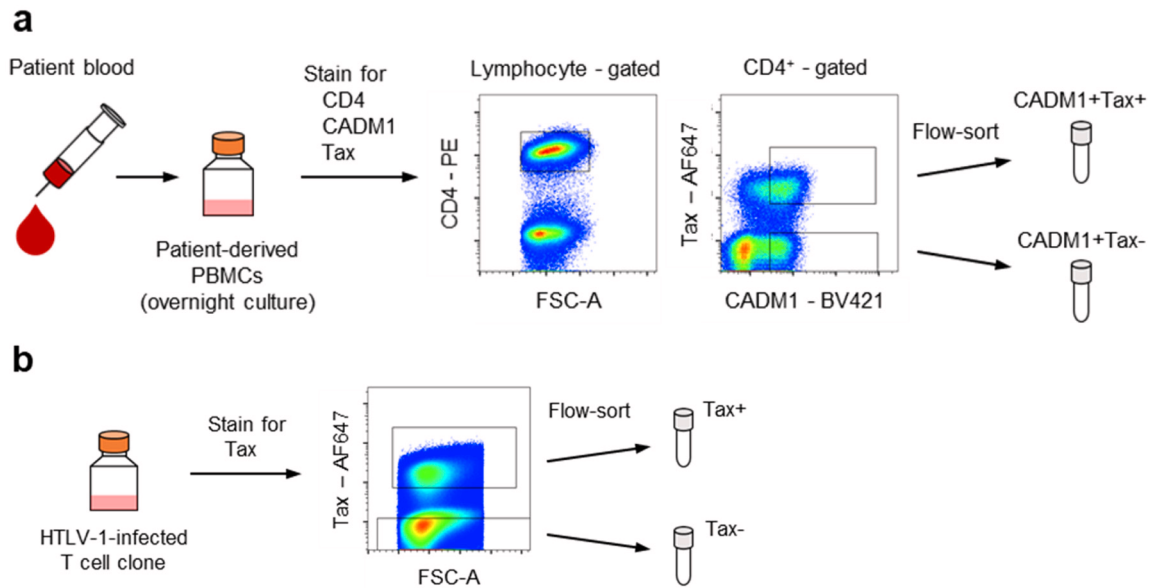 a
Patient blood
Patient-derived
PBMCs
(overnight culture)
Stain for
CD4
CADM1
Tax
Lymphocyte - gated
CD4 - PE
FSC-A
CD4⁺ - gated
Tax – AF647
CADM1 - BV421
Flow-sort
CADM1+Tax+
CADM1+Tax-
b
HTLV-1-infected
T cell clone
Stain for
Tax
Tax – AF647
FSC-A
Flow-sort
Tax+
Tax-